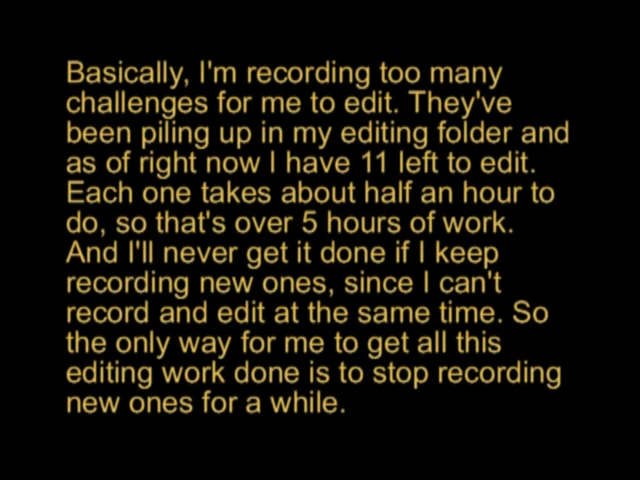 Basically, I'm recording too many
challenges for me to edit. They've
been piling up in my editing folder and
as of right now I have 11 left to edit.
Each one takes about half an hour to
do, so that's over 5 hours of work.
And I'll never get it done if I keep
recording new ones, since I can't
record and edit at the same time. So
the only way for me to get all this
editing work done is to stop recording
new ones for a while.